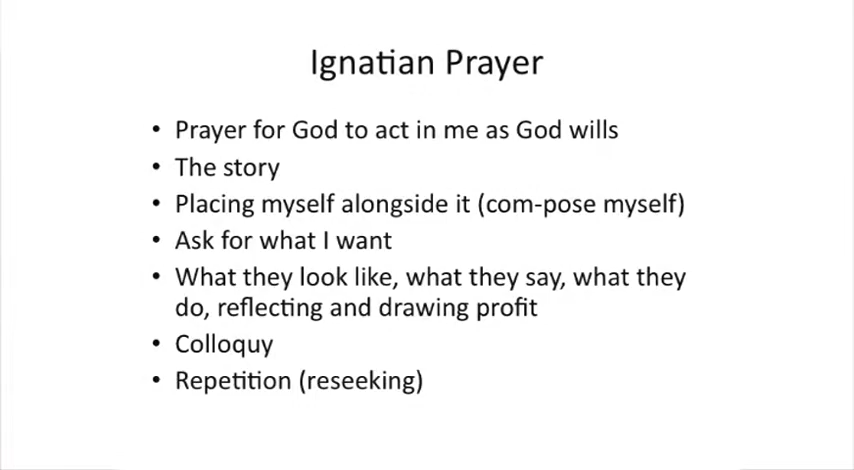 Ignatian Prayer
• Prayer for God to act in me as God wills
• The story
• Placing myself alongside it (com-pose myself)
• Ask for what I want
• What they look like, what they say, what they
do, reflecting and drawing profit
• Colloquy
• Repetition (reseeking)